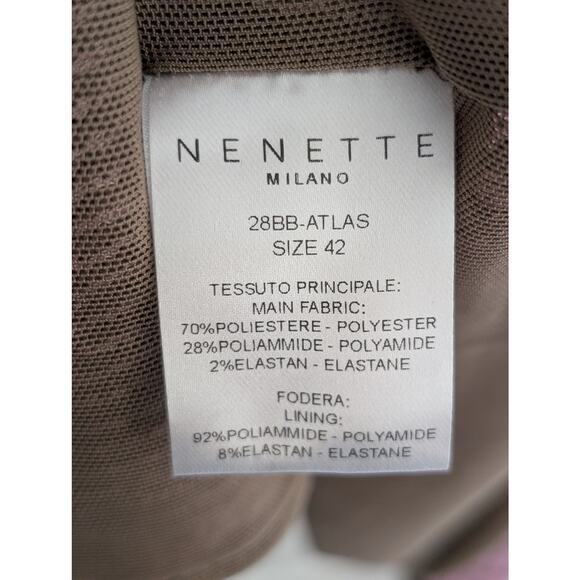 NENETTE
MILANO
28BB-ATLAS
SIZE 42
TESSUTO PRINCIPALE:
MAIN FABRIC:
70%POLIESTERE - POLYESTER
28%POLIAMMIDE - POLYAMIDE
2%ELASTAN - ELASTANE
FODERA:
LINING:
92%POLIAMMIDE - POLYAMIDE
8%ELASTAN - ELASTANE